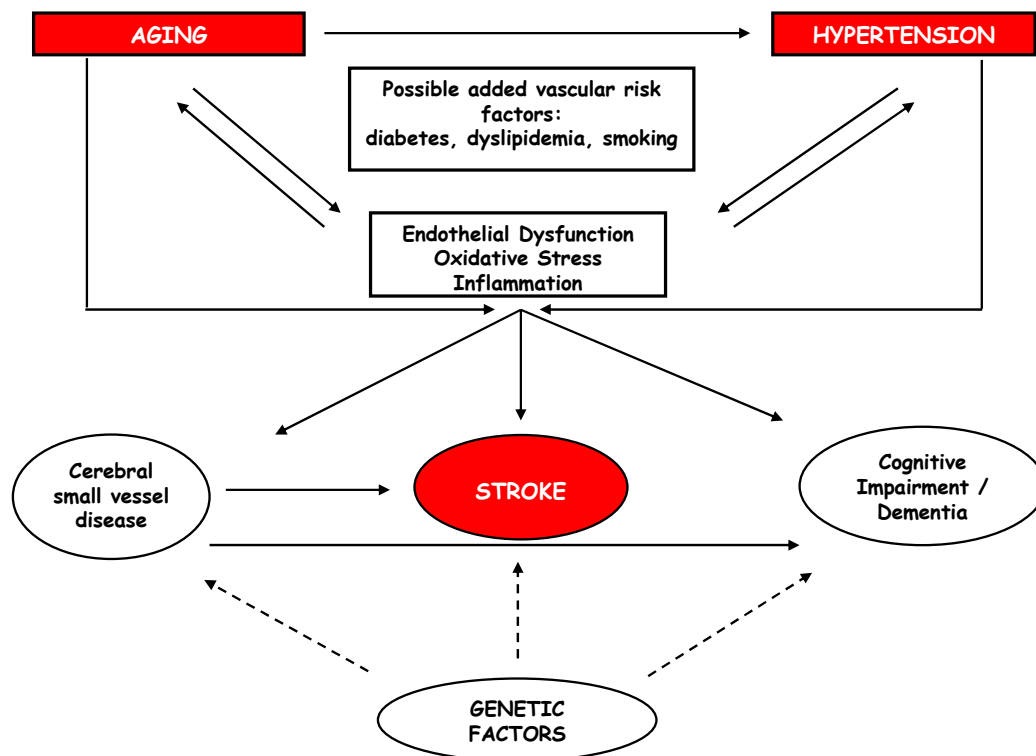 AGING
HYPERTENSION
Possible added vascular risk
factors:
diabetes, dyslipidemia, smoking
Endothelial Dysfunction
Oxidative Stress
Inflammation
Cerebral
small vessel
disease
STROKE
Cognitive
Impairment /
Dementia
GENETIC
FACTORS